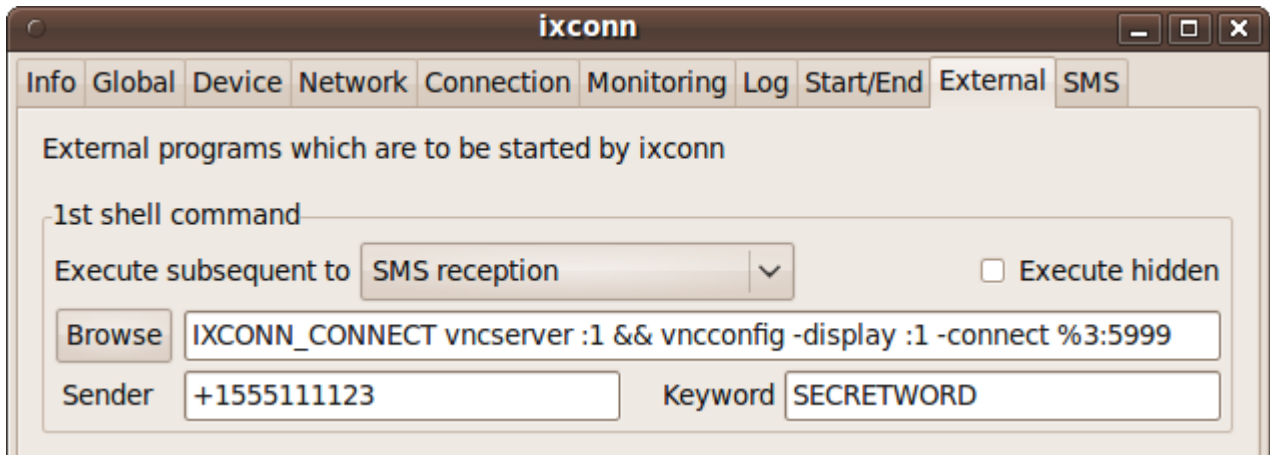 ixconn
Info Global Device Network Connection Monitoring Log Start/End External SMS
External programs which are to be started by ixconn
1st shell command
Execute subsequent to SMS reception Execute hidden
Browse IXCONN_CONNECT vncserver :1 && vncconfig -display :1 -connect %3:5999
Sender +1555111123 Keyword SECRETWORD